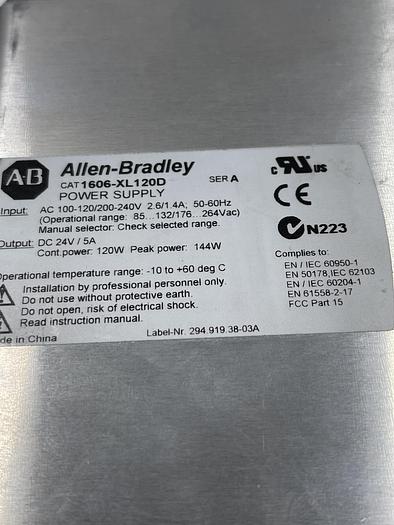 AB
Allen-Bradley
CAT 1606-XL120D SER A
POWER SUPPLY
Input: AC 100-120/200-240V 2.6/1.4A; 50-60Hz
(Operational range: 85...132/176...264Vac)
Manual selector: Check selected range.
Output: DC 24V / 5A
Cont.power: 120W Peak power: 144W
Operational temperature range: -10 to +60 deg C
Installation by professional personnel only.
Do not use without protective earth.
Do not open, risk of electrical shock.
Read instruction manual.
de in China
Label-Nr. 294.919.38-03A
c RU US
CE
N223
Complies to:
EN / IEC 60950-1
EN 50178,IEC 62103
EN / IEC 60204-1
EN 61558-2-17
FCC Part 15